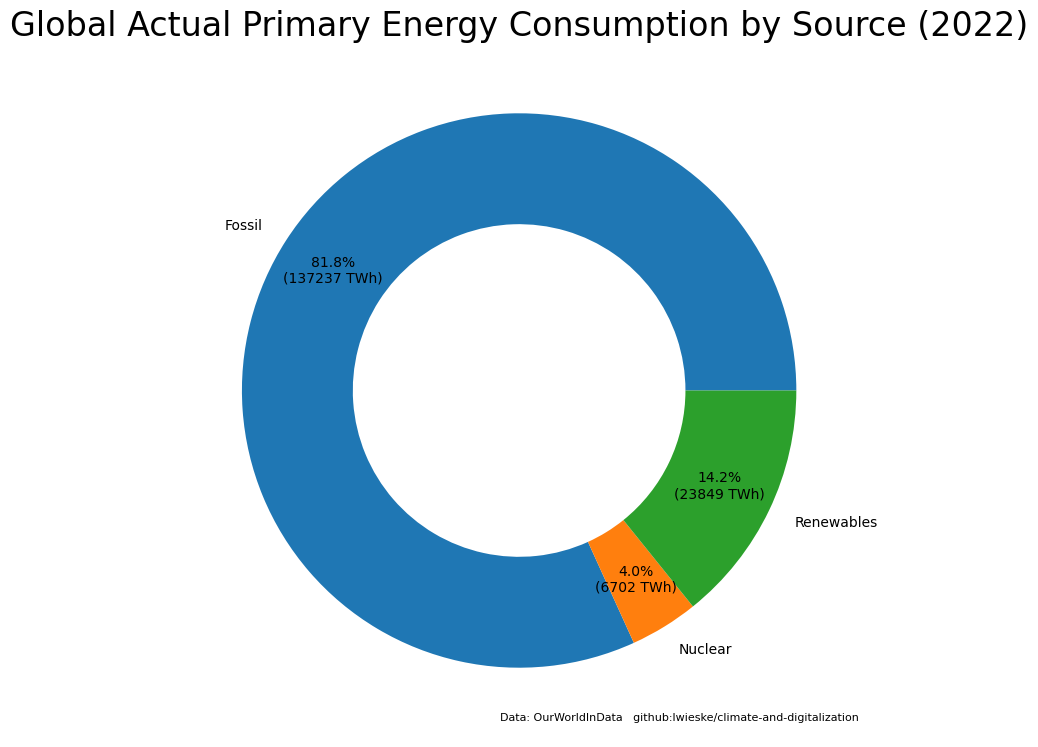 Global Actual Primary Energy Consumption by Source (2022)
Fossil
81.8%
(137237 TWh)
14.2%
(23849 TWh)
Renewables
4.0%
(6702 TWh)
Nuclear
Data: OurWorldInData   github:lwieske/climate-and-digitalization